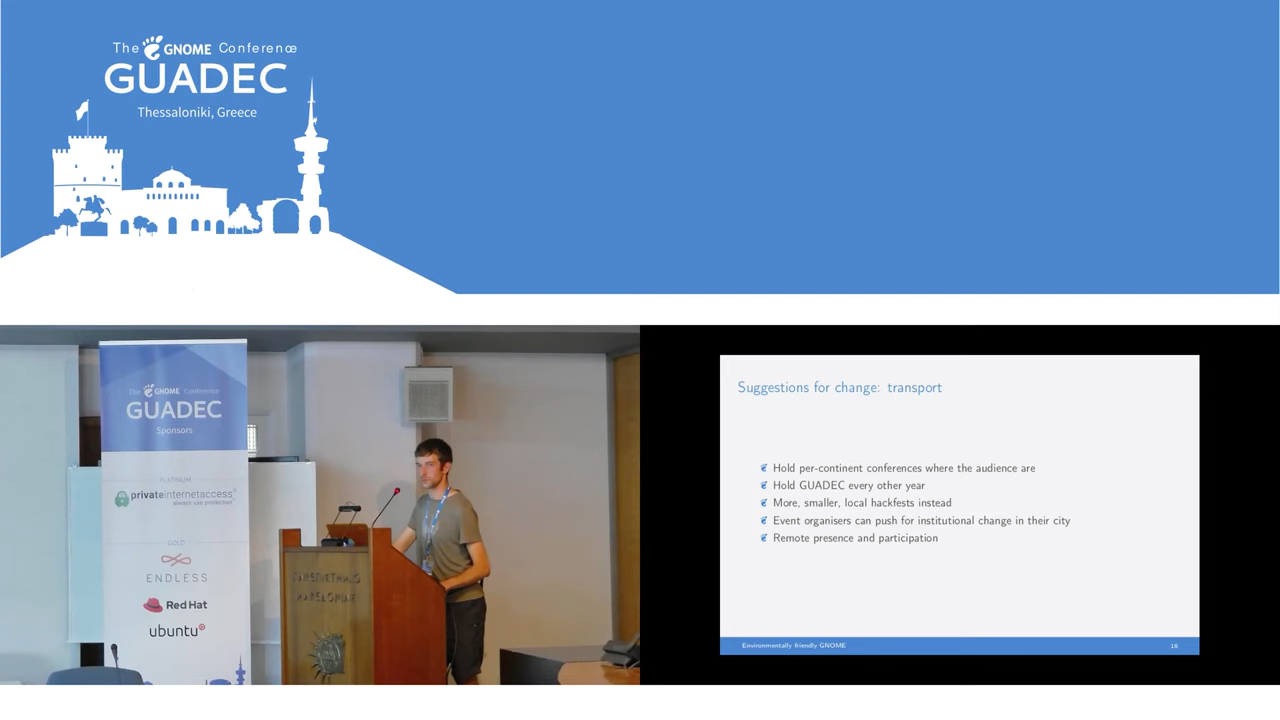 The GNOME Conference
GUADEC
Thessaloniki, Greece
The GNOME Conference
GUADEC
Sponsors
PLATINUM
privateinternetaccess®
always use protection
GOLD
ENDLESS
Red Hat
ubuntu®
ΠΑΝΕΠΙΣΤΗΜΙΟ
ΜΑΚΕΔΟΝΙΑΣ
Suggestions for change: transport
Hold per-continent conferences where the audience are
Hold GUADEC every other year
More, smaller, local hackfests instead
Event organisers can push for institutional change in their city
Remote presence and participation
Environmentally friendly GNOME
16